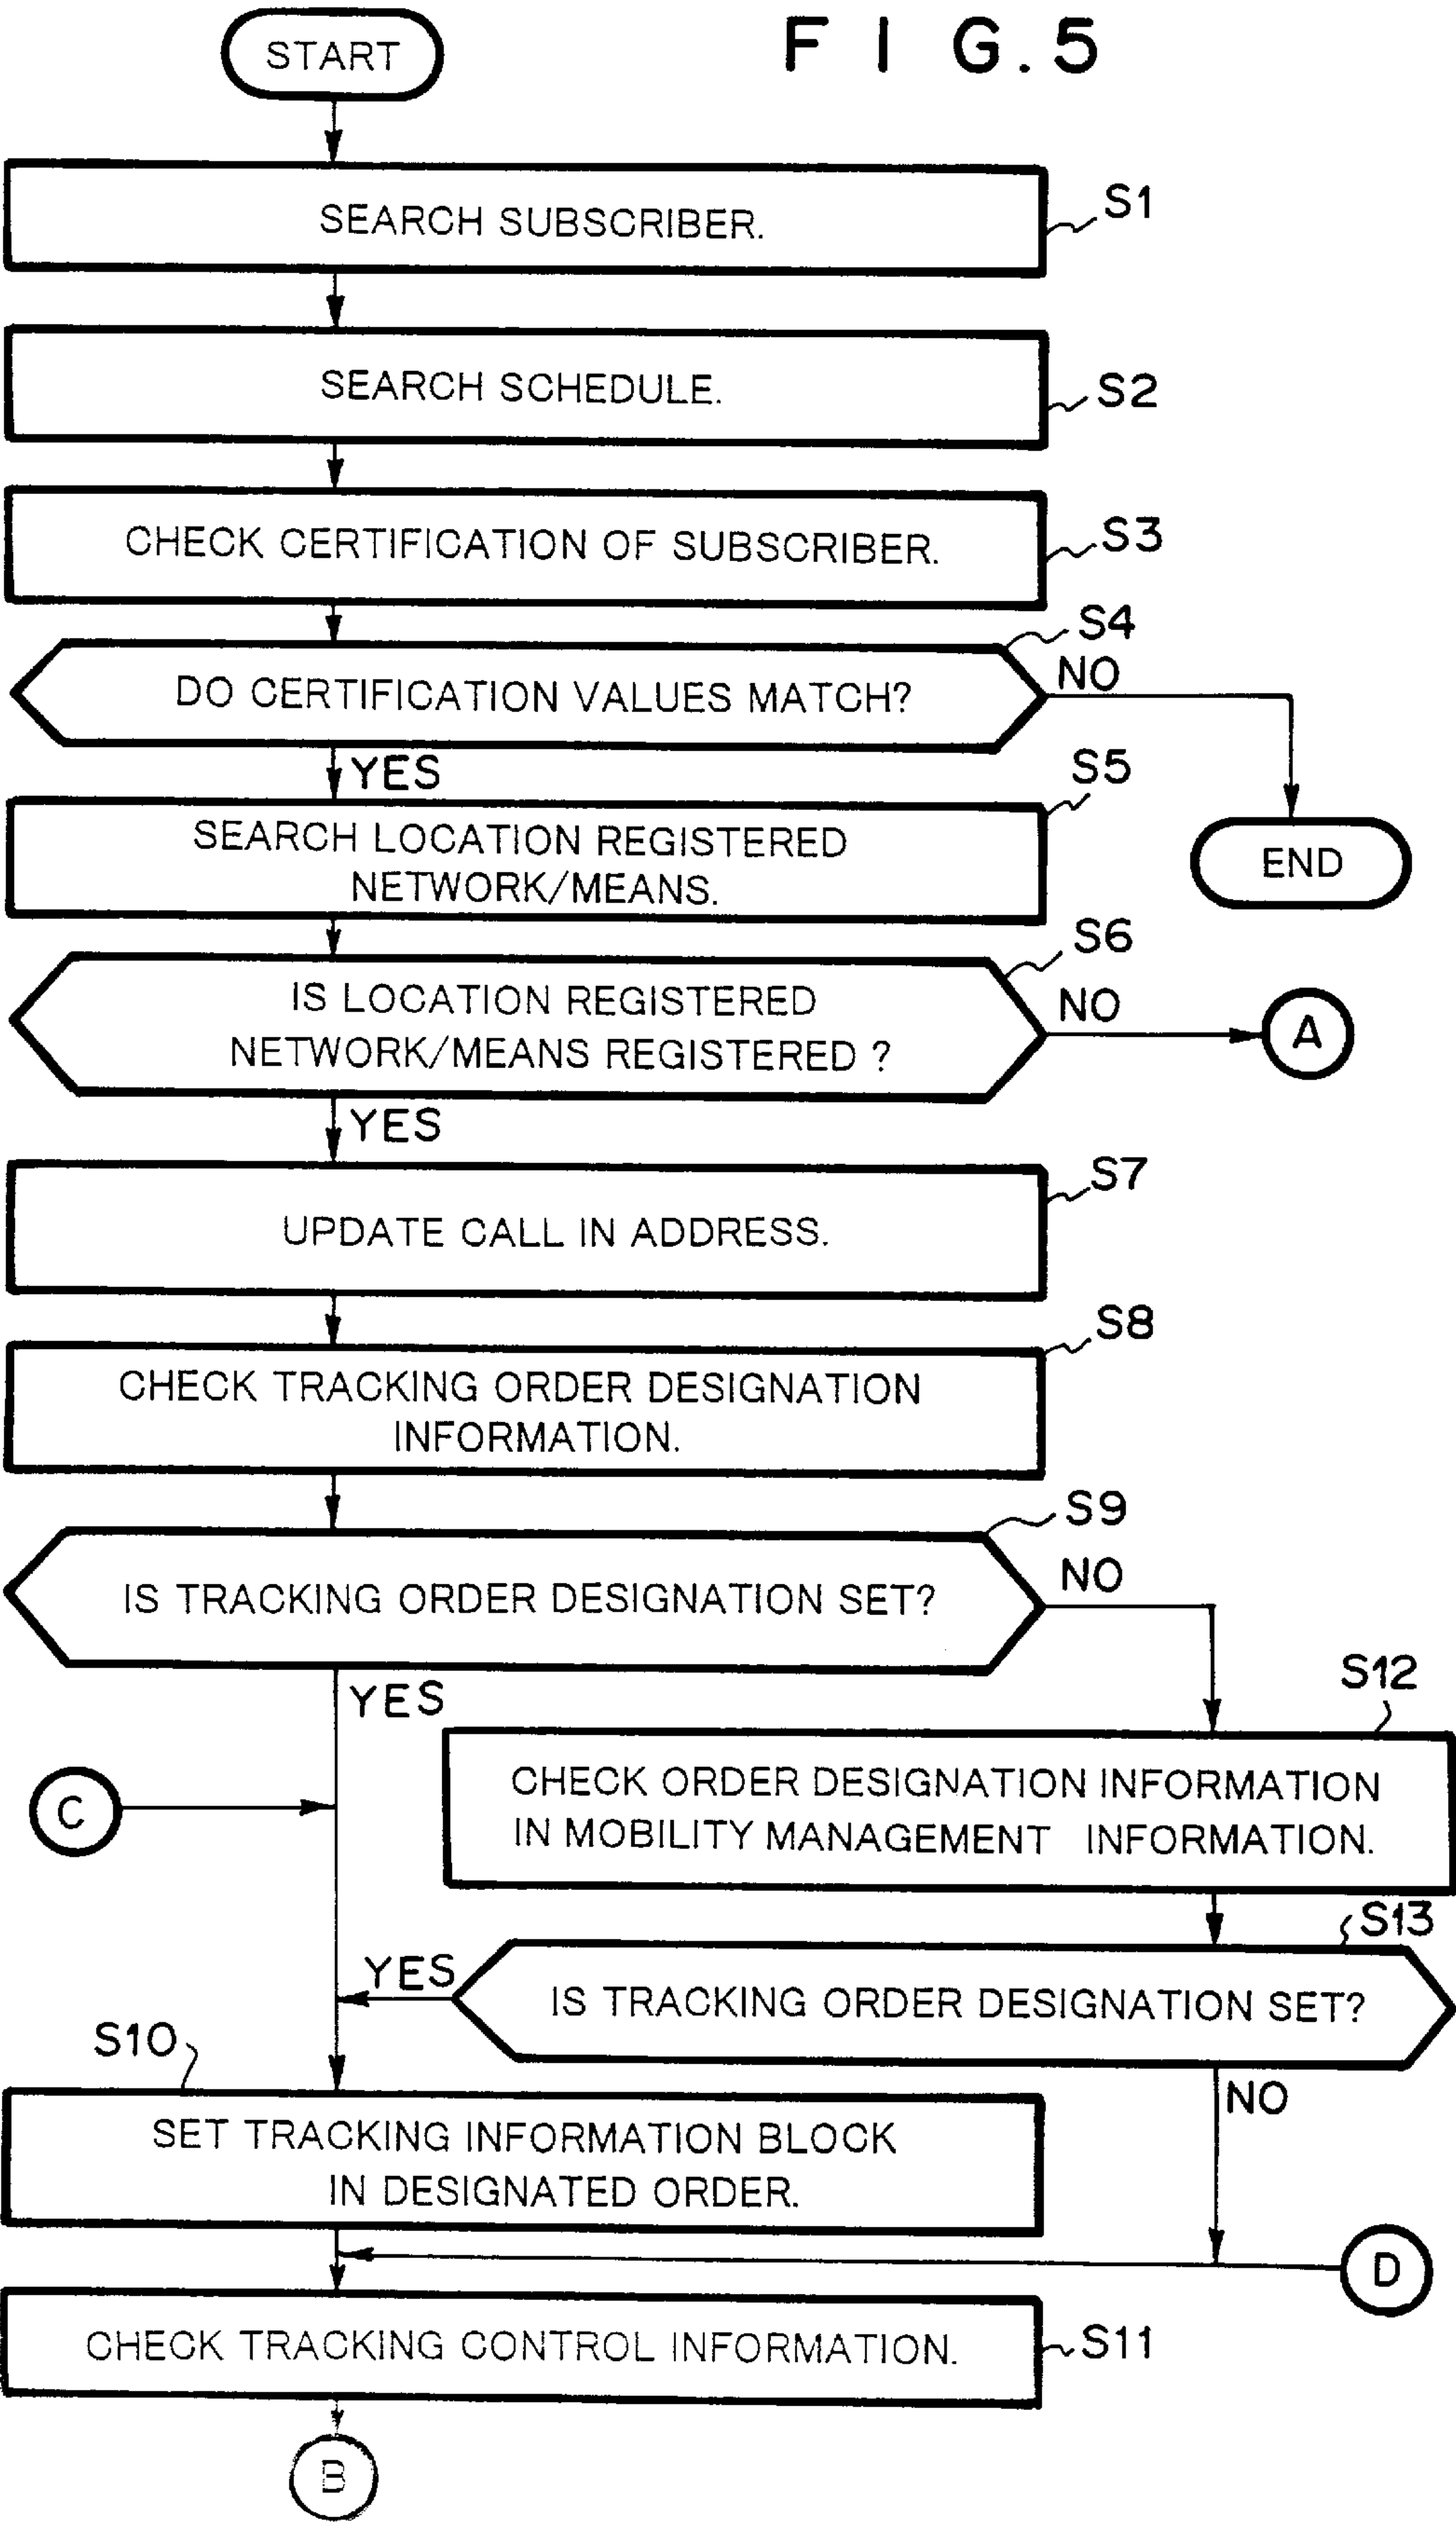 START
F I G. 5
SEARCH SUBSCRIBER.
S1
SEARCH SCHEDULE.
S2
CHECK CERTIFICATION OF SUBSCRIBER.
S3
S4
DO CERTIFICATION VALUES MATCH?
NO
YES
S5
SEARCH LOCATION REGISTERED
NETWORK/MEANS.
END
S6
IS LOCATION REGISTERED
NETWORK/MEANS REGISTERED ?
NO
A
YES
S7
UPDATE CALL IN ADDRESS.
S8
CHECK TRACKING ORDER DESIGNATION
INFORMATION.
S9
IS TRACKING ORDER DESIGNATION SET?
NO
YES
S12
CHECK ORDER DESIGNATION INFORMATION
IN MOBILITY MANAGEMENT INFORMATION.
C
S13
YES
IS TRACKING ORDER DESIGNATION SET?
S10
NO
SET TRACKING INFORMATION BLOCK
IN DESIGNATED ORDER.
D
CHECK TRACKING CONTROL INFORMATION.
S11
B